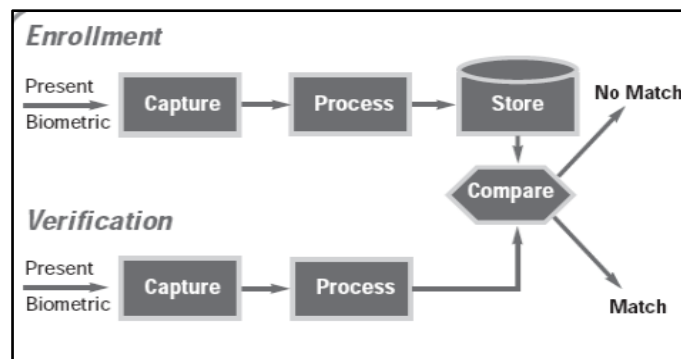 Enrollment
Present
Biometric
Capture
Process
Store
No Match
Compare
Verification
Present
Biometric
Capture
Process
Match